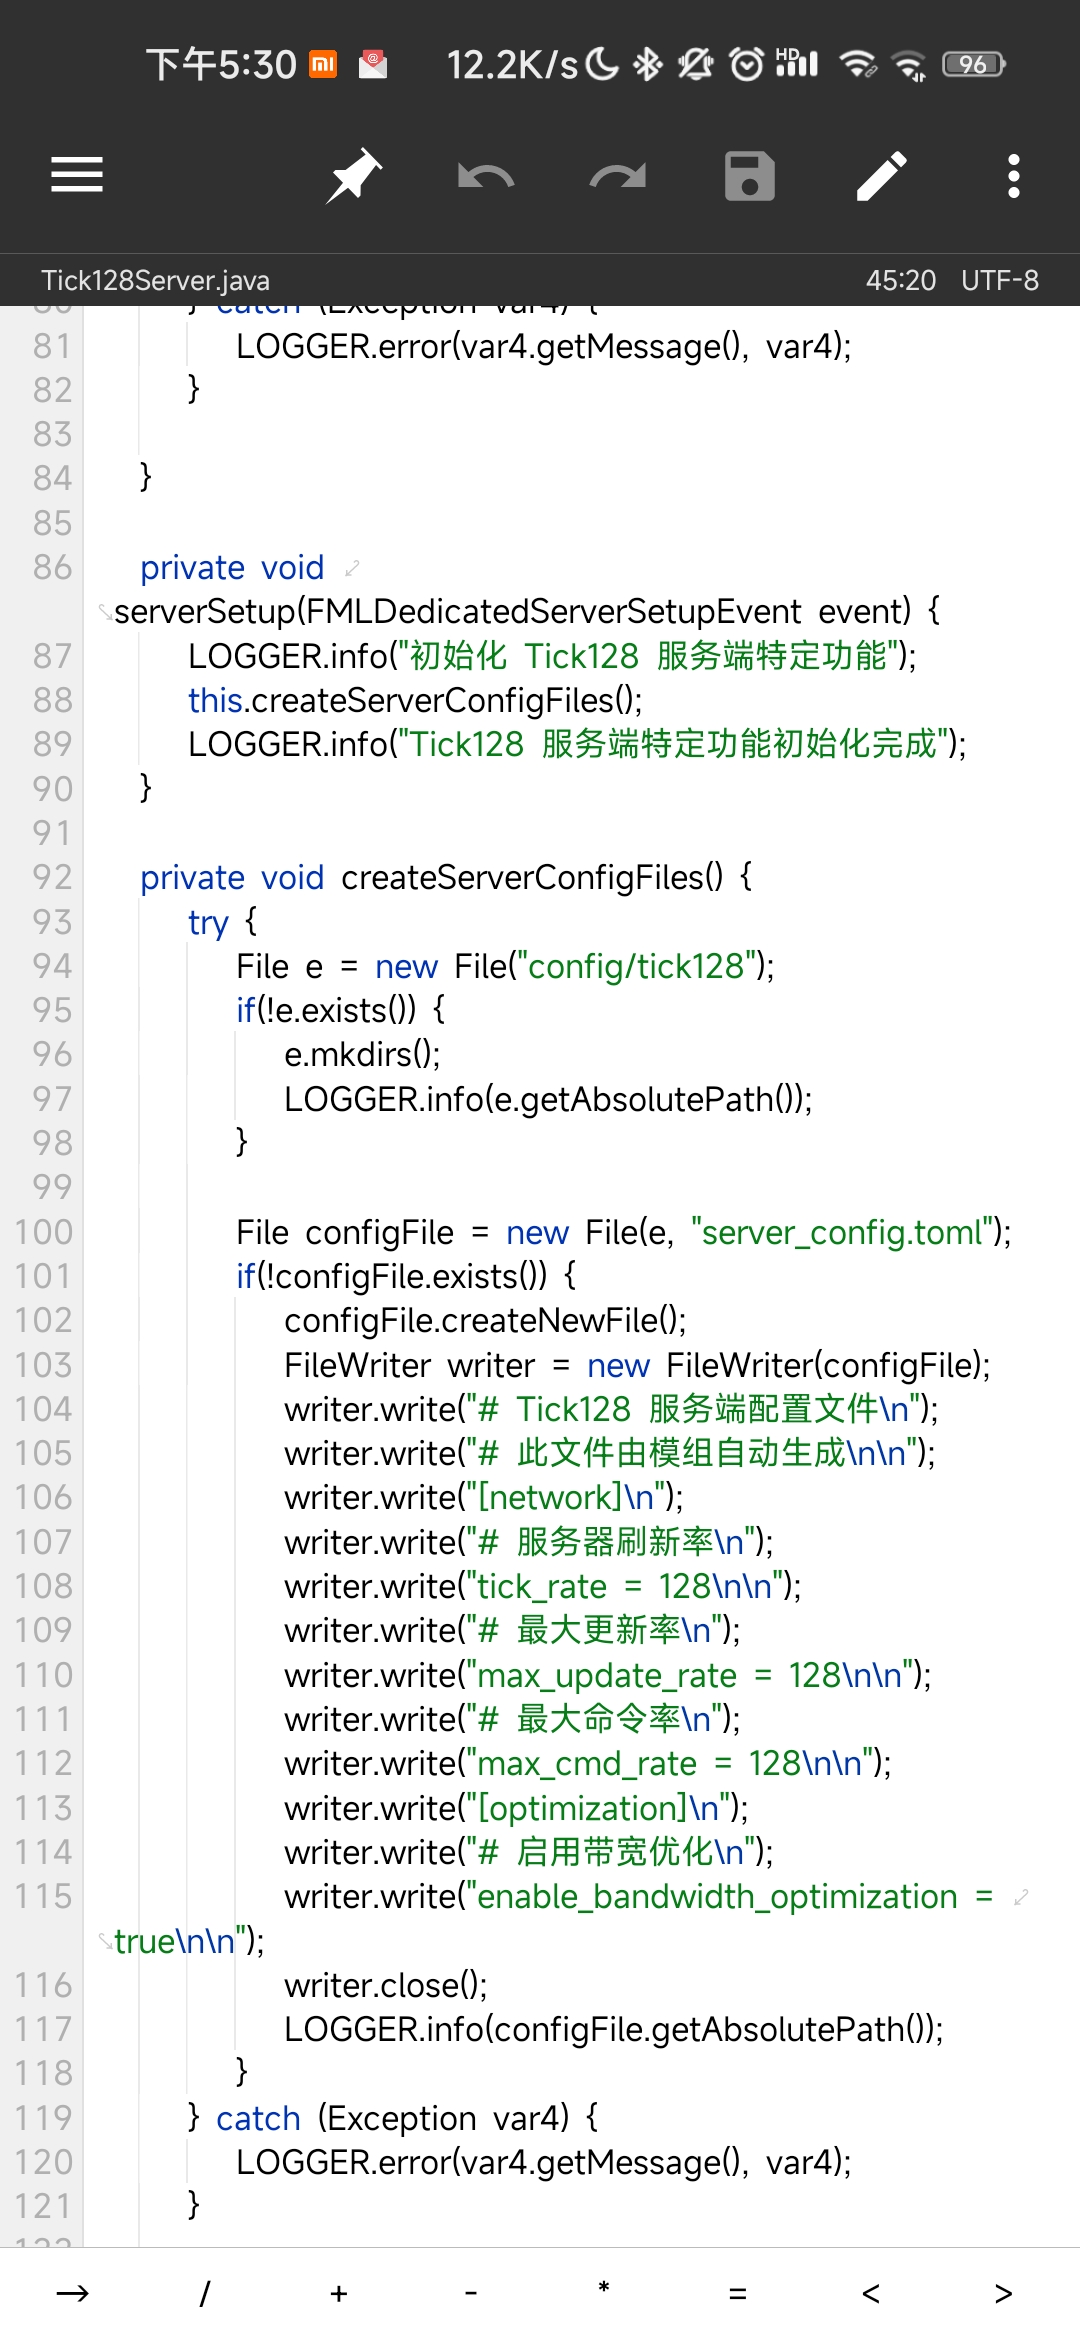 下午5:30 12.2K/s HD 96
Tick128Server.java 45:20 UTF-8
80 } catch (Exception var4) {
81 LOGGER.error(var4.getMessage(), var4);
82 }
83
84 }
85
86 private void
serverSetup(FMLDedicatedServerSetupEvent event) {
87 LOGGER.info("初始化 Tick128 服务端特定功能");
88 this.createServerConfigFiles();
89 LOGGER.info("Tick128 服务端特定功能初始化完成");
90 }
91
92 private void createServerConfigFiles() {
93 try {
94 File e = new File("config/tick128");
95 if(!e.exists()) {
96 e.mkdirs();
97 LOGGER.info(e.getAbsolutePath());
98 }
99
100 File configFile = new File(e, "server_config.toml");
101 if(!configFile.exists()) {
102 configFile.createNewFile();
103 FileWriter writer = new FileWriter(configFile);
104 writer.write("# Tick128 服务端配置文件\n");
105 writer.write("# 此文件由模组自动生成\n\n");
106 writer.write("[network]\n");
107 writer.write("# 服务器刷新率\n");
108 writer.write("tick_rate = 128\n\n");
109 writer.write("# 最大更新率\n");
110 writer.write("max_update_rate = 128\n\n");
111 writer.write("# 最大命令率\n");
112 writer.write("max_cmd_rate = 128\n\n");
113 writer.write("[optimization]\n");
114 writer.write("# 启用带宽优化\n");
115 writer.write("enable_bandwidth_optimization =
true\n\n");
116 writer.close();
117 LOGGER.info(configFile.getAbsolutePath());
118 }
119 } catch (Exception var4) {
120 LOGGER.error(var4.getMessage(), var4);
121 }
122
→ / + - * = < >